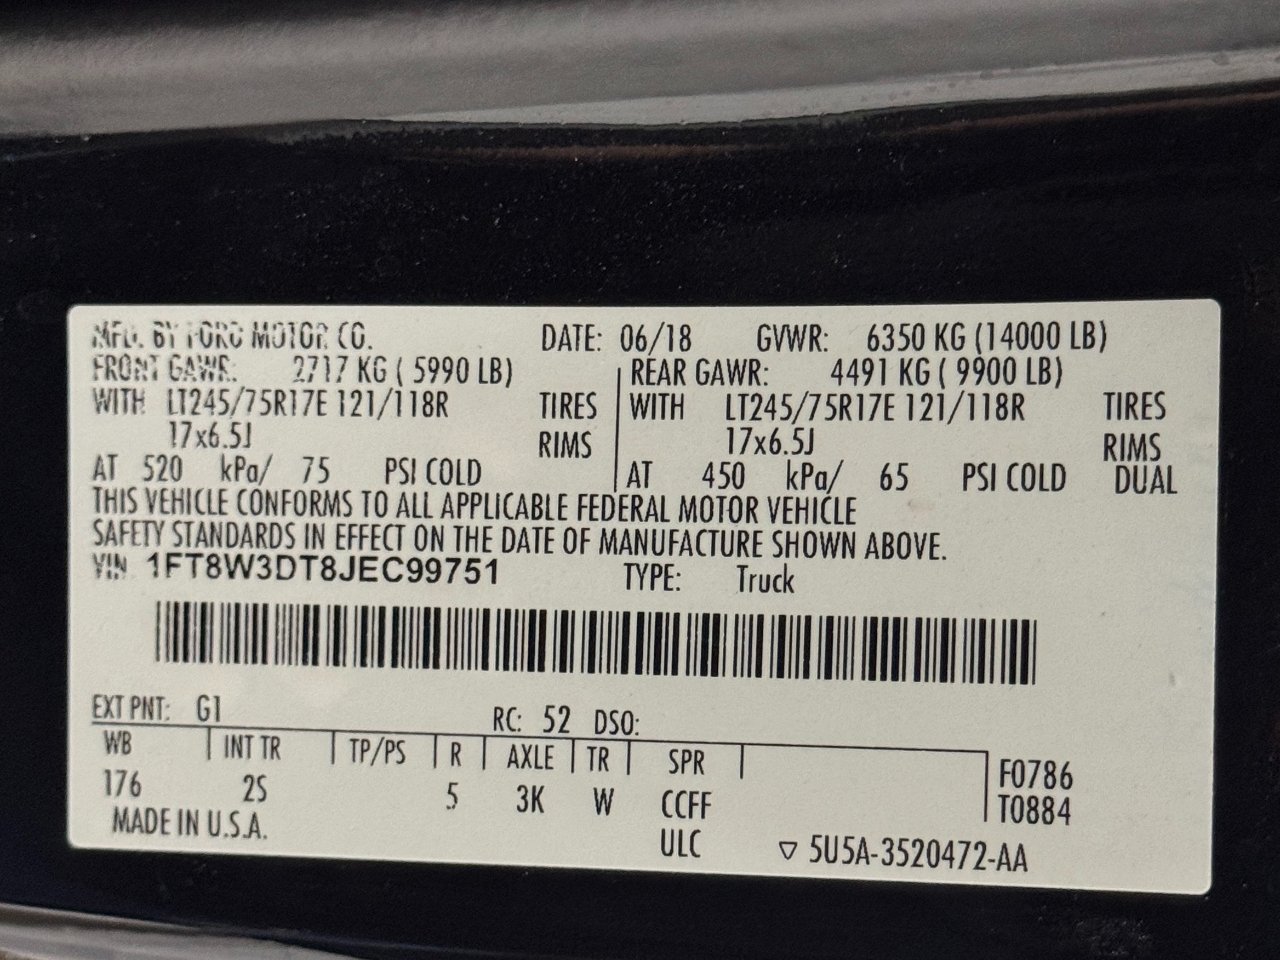 MFD. BY FORD MOTOR CO. DATE: 06/18 GVWR: 6350 KG (14000 LB)
FRONT GAWR: 2717 KG ( 5990 LB) REAR GAWR: 4491 KG ( 9900 LB)
WITH LT245/75R17E 121/118R TIRES WITH LT245/75R17E 121/118R TIRES
17x6.5J RIMS 17x6.5J RIMS
AT 520 kPa/ 75 PSI COLD AT 450 kPa/ 65 PSI COLD DUAL
THIS VEHICLE CONFORMS TO ALL APPLICABLE FEDERAL MOTOR VEHICLE
SAFETY STANDARDS IN EFFECT ON THE DATE OF MANUFACTURE SHOWN ABOVE.
VIN 1FT8W3DT8JEC99751 TYPE: Truck
EXT PNT: G1 RC: 52 DSO:
WB INT TR TP/PS R AXLE TR SPR F0786
176 2S 5 3K W CCFF T0884
MADE IN U.S.A. ULC ▽ 5U5A-3520472-AA